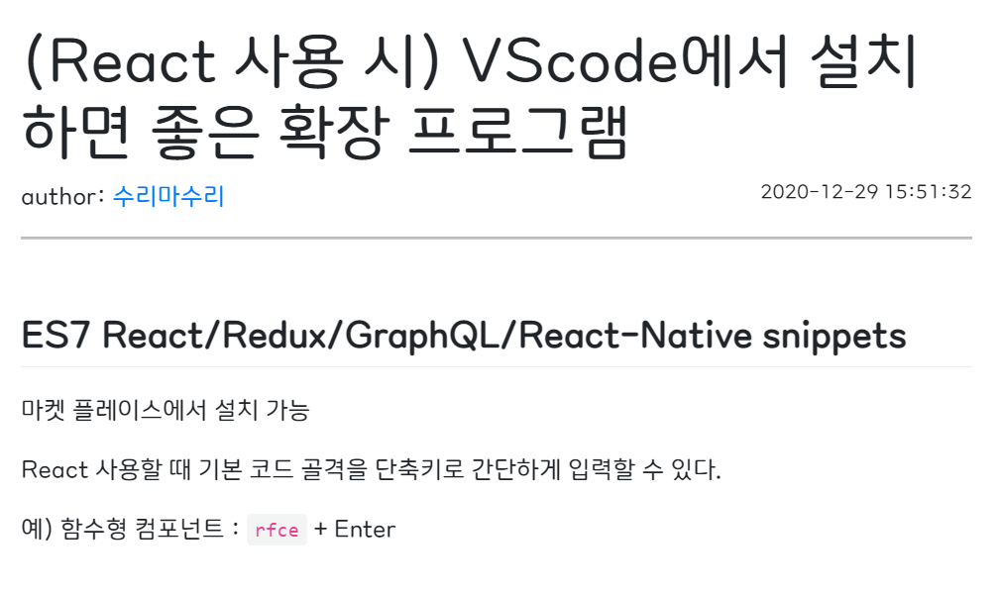 (React 사용 시) VScode에서 설치
하면 좋은 확장 프로그램
author: 수리마수리
2020-12-29 15:51:32
ES7 React/Redux/GraphQL/React-Native snippets
마켓 플레이스에서 설치 가능
React 사용할 때 기본 코드 골격을 단축키로 간단하게 입력할 수 있다.
예) 함수형 컴포넌트 : rfce + Enter